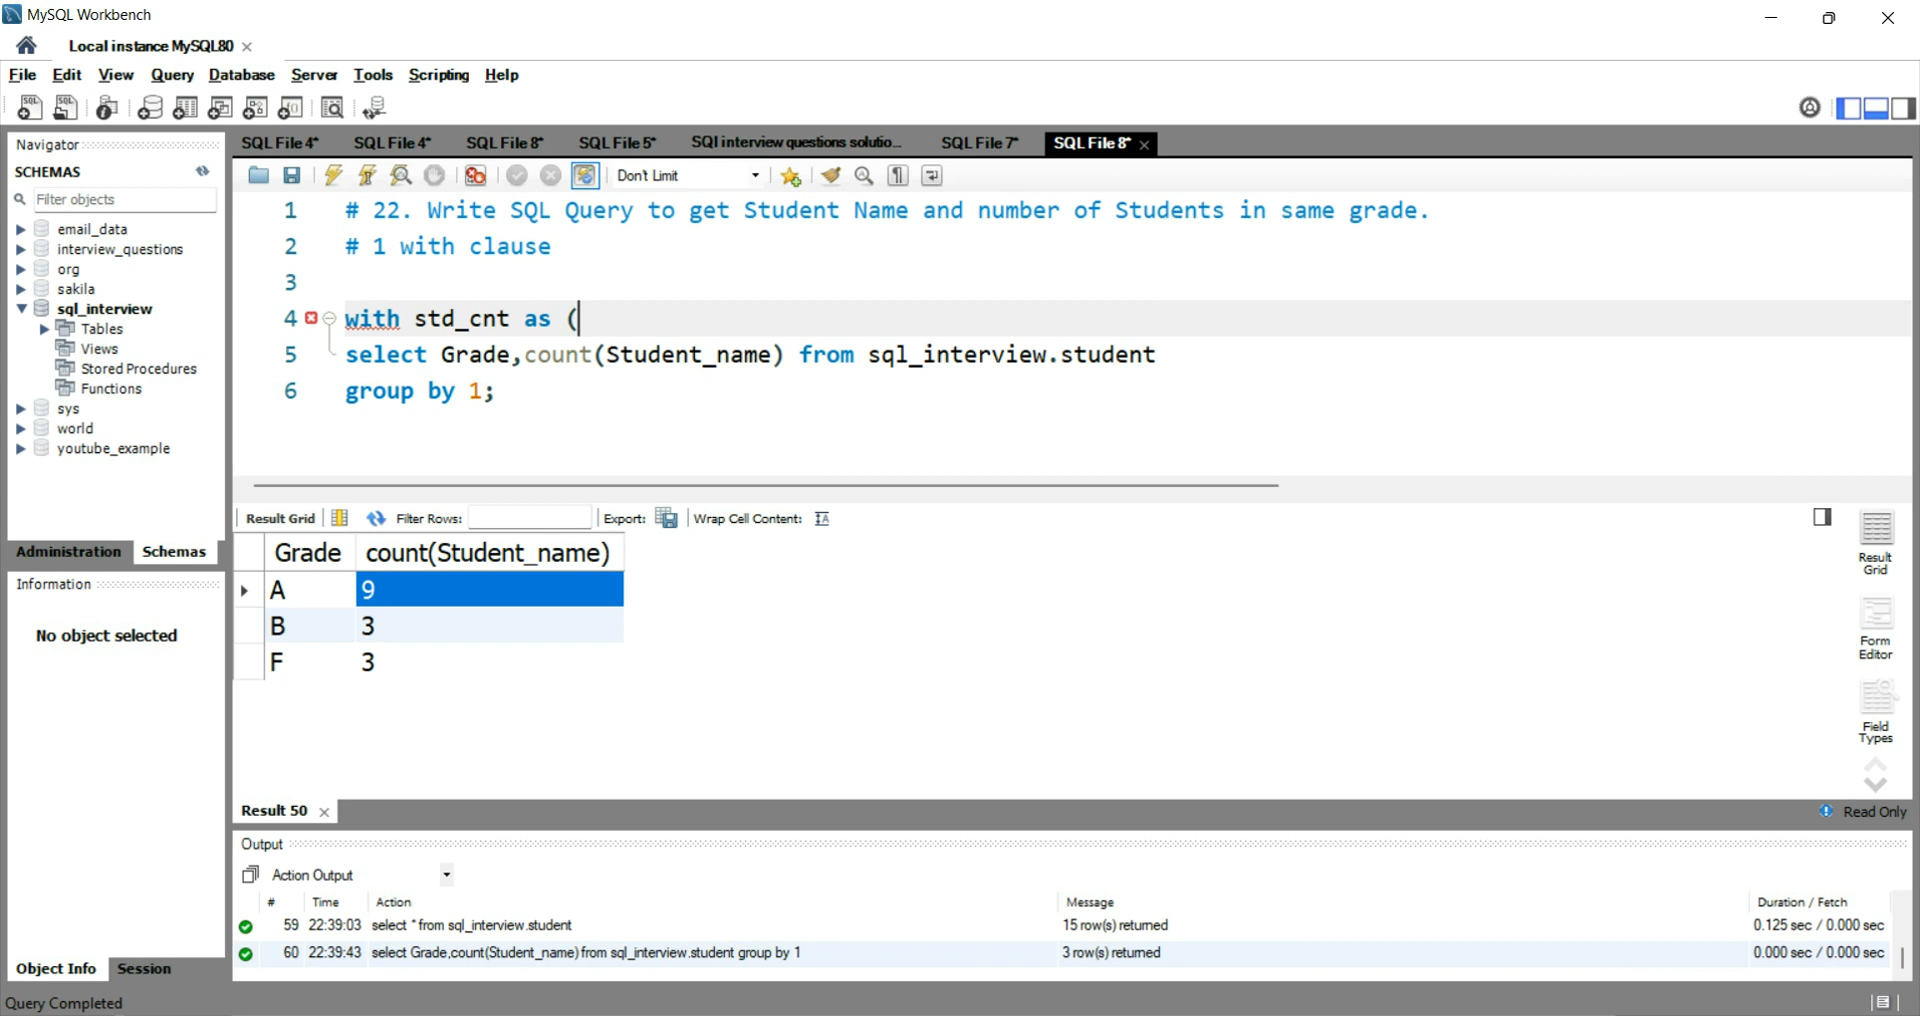 MySQL Workbench
Local instance MySQL80
File Edit View Query Database Server Tools Scripting Help
Navigator
SCHEMAS
Filter objects
email_data
interview_questions
org
sakila
sql_interview
Tables
Views
Stored Procedures
Functions
sys
world
youtube_example
Administration Schemas
Information
No object selected
Object Info Session
SQL File 4* SQL File 4* SQL File 8* SQL File 5* SQl interview questions solutio... SQL File 7* SQL File 8*
Don't Limit
1 # 22. Write SQL Query to get Student Name and number of Students in same grade.
2 # 1 with clause
3
4 with std_cnt as (
5 select Grade,count(Student_name) from sql_interview.student
6 group by 1;
Result Grid Filter Rows: Export: Wrap Cell Content:
Grade count(Student_name)
A 9
B 3
F 3
Result Grid
Form Editor
Field Types
Result 50
Read Only
Output
Action Output
# Time Action Message Duration / Fetch
59 22:39:03 select * from sql_interview.student 15 row(s) returned 0.125 sec / 0.000 sec
60 22:39:43 select Grade,count(Student_name) from sql_interview.student group by 1 3 row(s) returned 0.000 sec / 0.000 sec
Query Completed